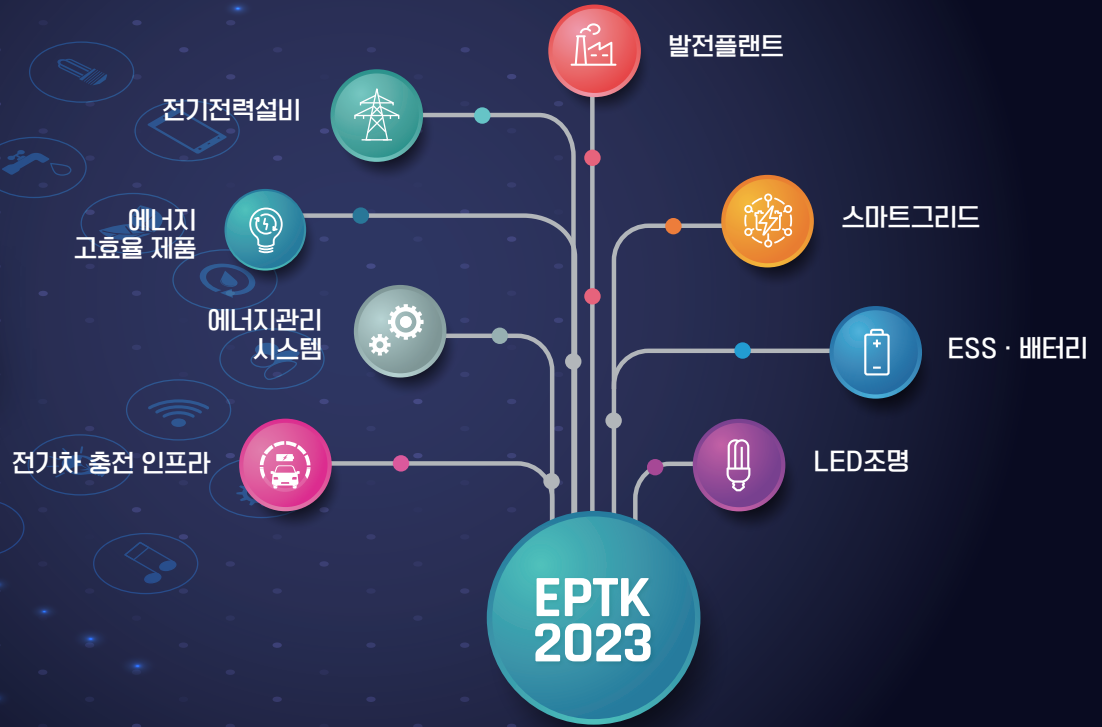 발전플랜트
전기전력설비
에너지
고효율 제품
스마트그리드
에너지관리
시스템
ESS · 배터리
전기차 충전 인프라
LED조명
EPTK
2023